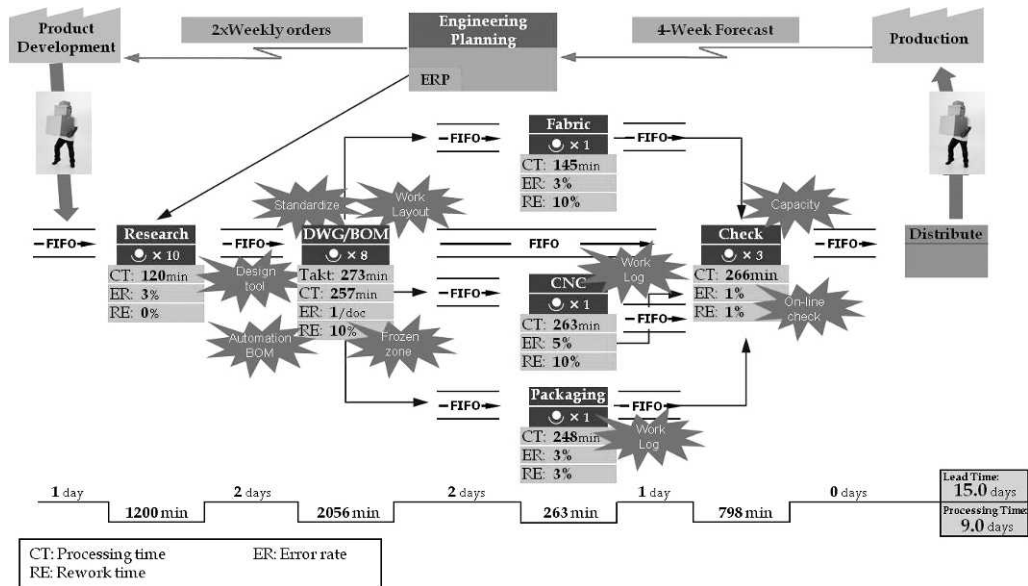 Product
Development
2xWeekly orders
Engineering
Planning
ERP
4-Week Forecast
Production
FIFO
Fabric
× 1
CT: 145min
ER: 3%
RE: 10%
FIFO
Standardize
Work
Layout
Capacity
FIFO
Research
× 10
CT: 120min
ER: 3%
RE: 0%
FIFO
Design
tool
Automation
BOM
DWG/BOM
× 8
Takt: 273min
CT: 257min
ER: 1/doc
RE: 10%
Frozen
zone
FIFO
FIFO
CNC
× 1
CT: 263min
ER: 5%
RE: 10%
Work
Log
FIFO
Check
× 3
CT: 266min
ER: 1%
RE: 1%
On-line
check
FIFO
Distribute
FIFO
Packaging
× 1
CT: 248min
ER: 3%
RE: 3%
FIFO
Work
Log
1 day
1200 min
2 days
2056 min
2 days
263 min
1 day
798 min
0 days
Lead Time:
15.0 days
Processing Time:
9.0 days
CT: Processing time ER: Error rate
RE: Rework time